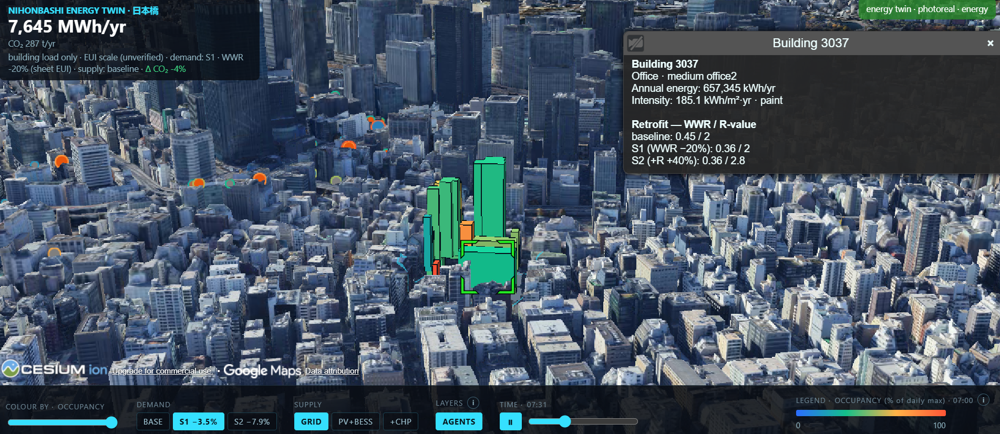 NIHONBASHI ENERGY TWIN · 日本橋
7,645 MWh/yr
CO₂ 287 t/yr
building load only · EUI scale (unverified) · demand: S1 · WWR
-20% (sheet EUI) · supply: baseline · Δ CO₂ -4%
energy twin · photoreal · energy
Building 3037
×
Building 3037
Office · medium office2
Annual energy: 657,345 kWh/yr
Intensity: 185.1 kWh/m²·yr · paint
Retrofit — WWR / R-value
baseline: 0.45 / 2
S1 (WWR −20%): 0.36 / 2
S2 (+R +40%): 0.36 / 2.8
CESIUM ion
Upgrade for commercial use.
•
Google Maps
Data attribution
COLOUR BY · OCCUPANCY
DEMAND
BASE
S1 −3.5%
S2 −7.9%
SUPPLY
GRID
PV+BESS
+CHP
LAYERS
i
AGENTS
TIME · 07:31
LEGEND · OCCUPANCY (% of daily max) · 07:00
i
0
100